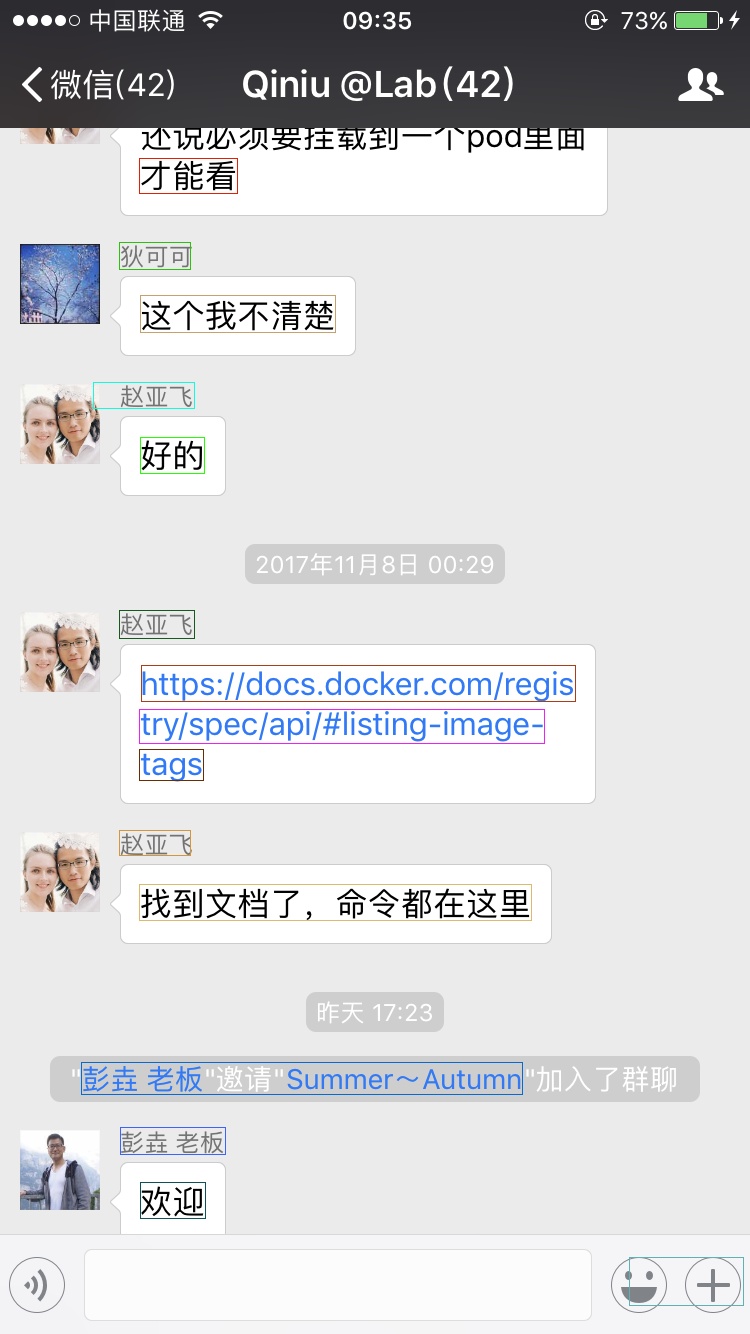 中国联通 09:35 73%
微信(42) Qiniu @Lab(42)
还说必须要挂载到一个pod里面
才能看
狄可可
这个我不清楚
赵亚飞
好的
2017年11月8日 00:29
赵亚飞
https://docs.docker.com/regis
try/spec/api/#listing-image-
tags
赵亚飞
找到文档了，命令都在这里
昨天 17:23
"彭垚 老板"邀请"Summer～Autumn"加入了群聊
彭垚 老板
欢迎